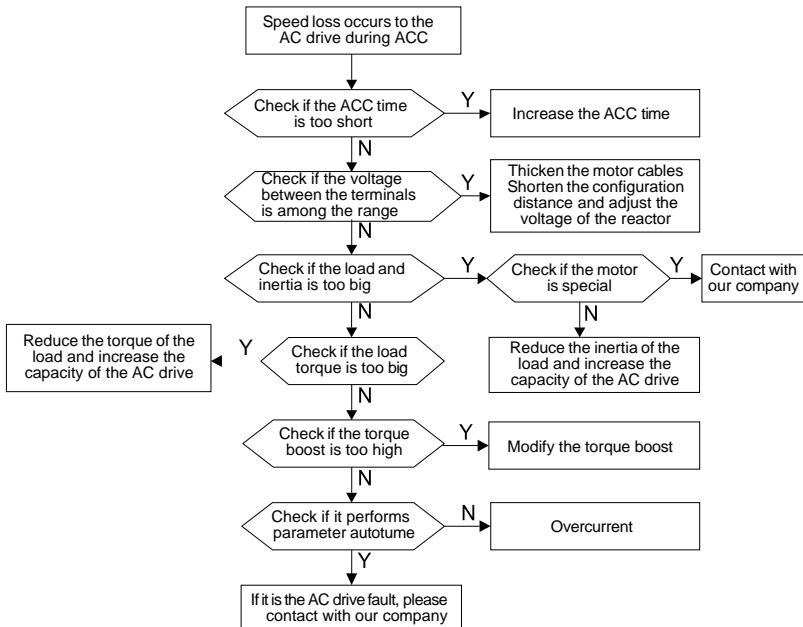 Speed loss occurs to the
AC drive during ACC
Check if the ACC time
is too short
Y
Increase the ACC time
N
Check if the voltage
between the terminals
is among the range
Y
Thicken the motor cables
Shorten the configuration
distance and adjust the
voltage of the reactor
N
Check if the load and
inertia is too big
Y
Check if the motor
is special
Y
Contact with
our company
N
N
Reduce the torque of the
load and increase the
capacity of the AC drive
Y
Check if the load
torque is too big
Reduce the inertia of the
load and increase the
capacity of the AC drive
N
Check if the torque
boost is too high
Y
Modify the torque boost
N
Check if it performs
parameter autotume
N
Overcurrent
Y
If it is the AC drive fault, please
contact with our company